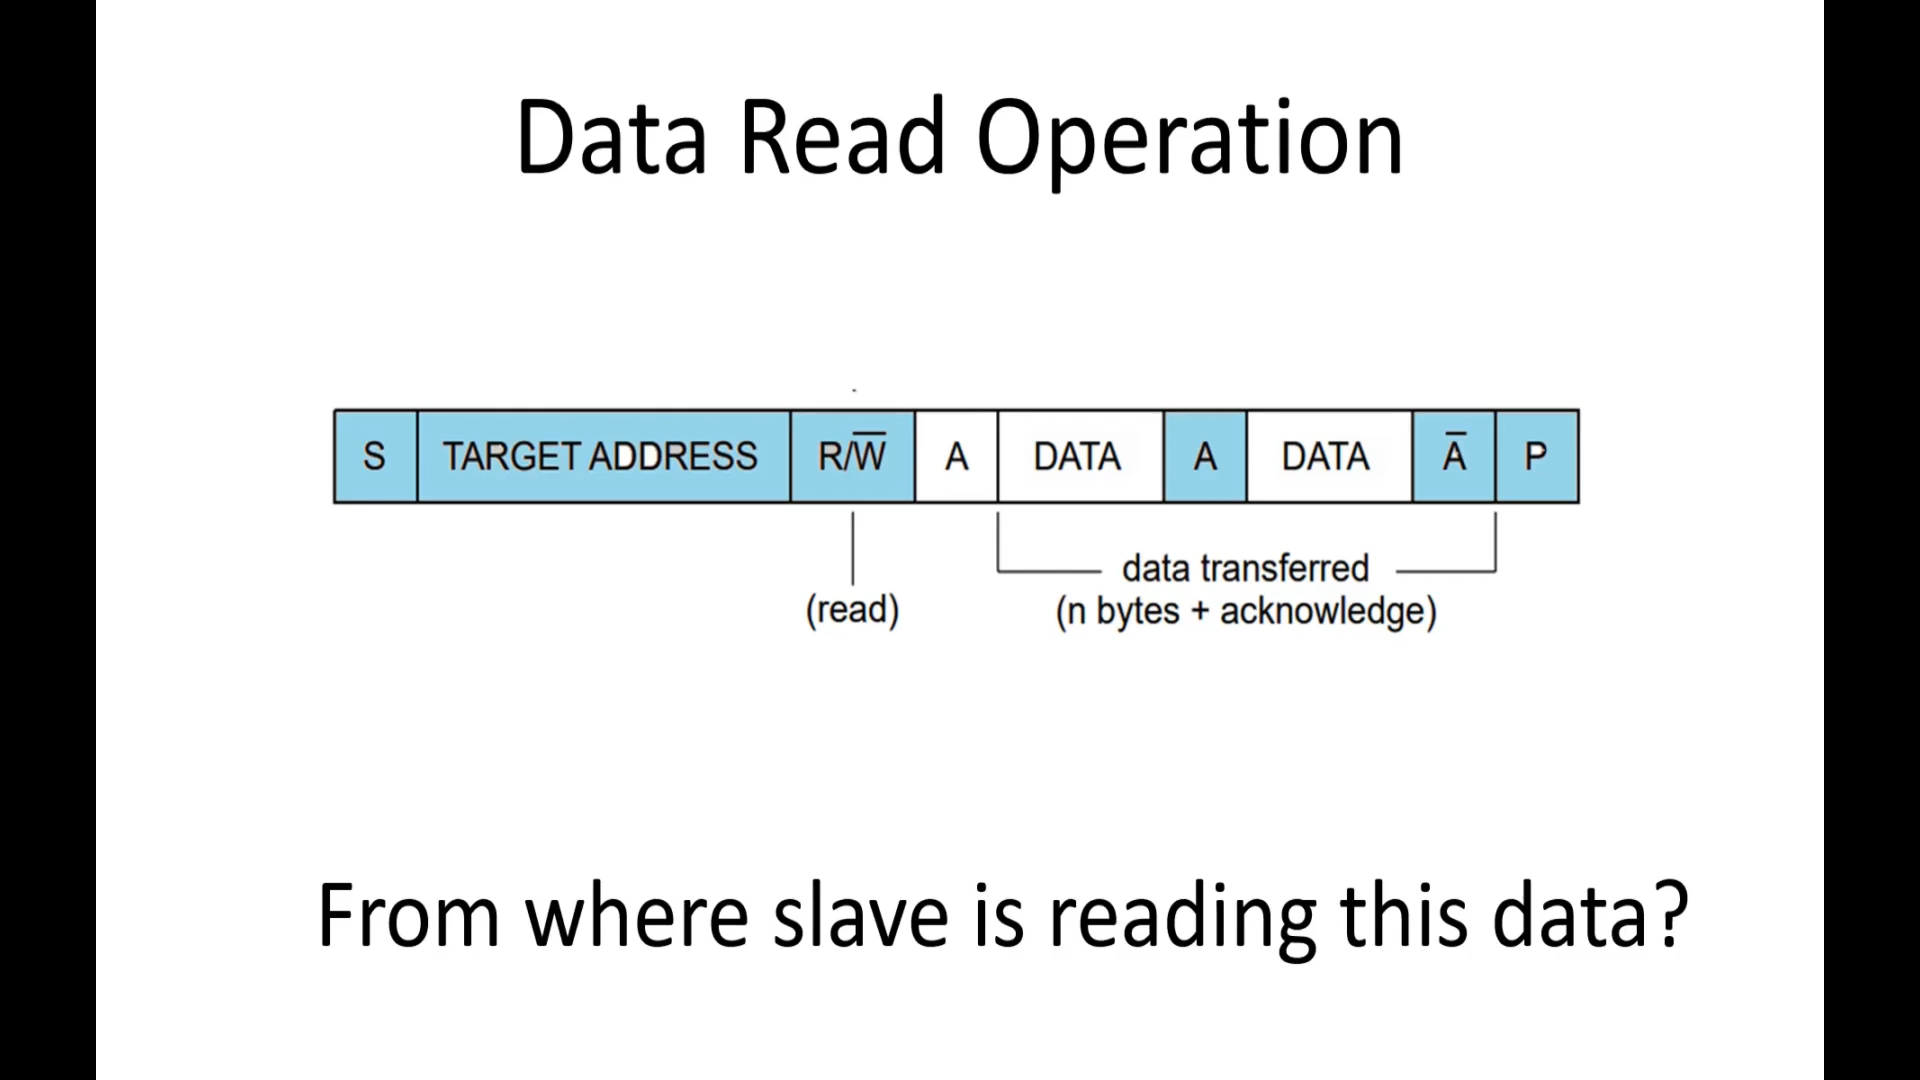 Data Read Operation
S TARGET ADDRESS R/W̅ A DATA A DATA A̅ P
data transferred
(read) (n bytes + acknowledge)
From where slave is reading this data?